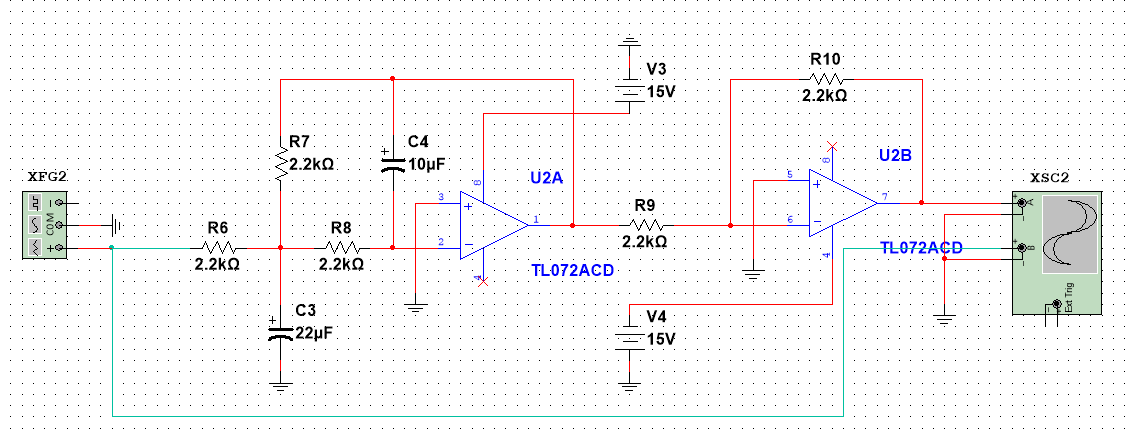 R10
2.2kΩ
V3
15V
R7
2.2kΩ
C4
10µF
U2B
8
XFG2
COM
+
U2A
8
3
2
1
4
TL072ACD
R6
2.2kΩ
R8
2.2kΩ
R9
2.2kΩ
5
6
7
4
TL072ACD
XSC2
A
B
Ext Trig
C3
22µF
V4
15V